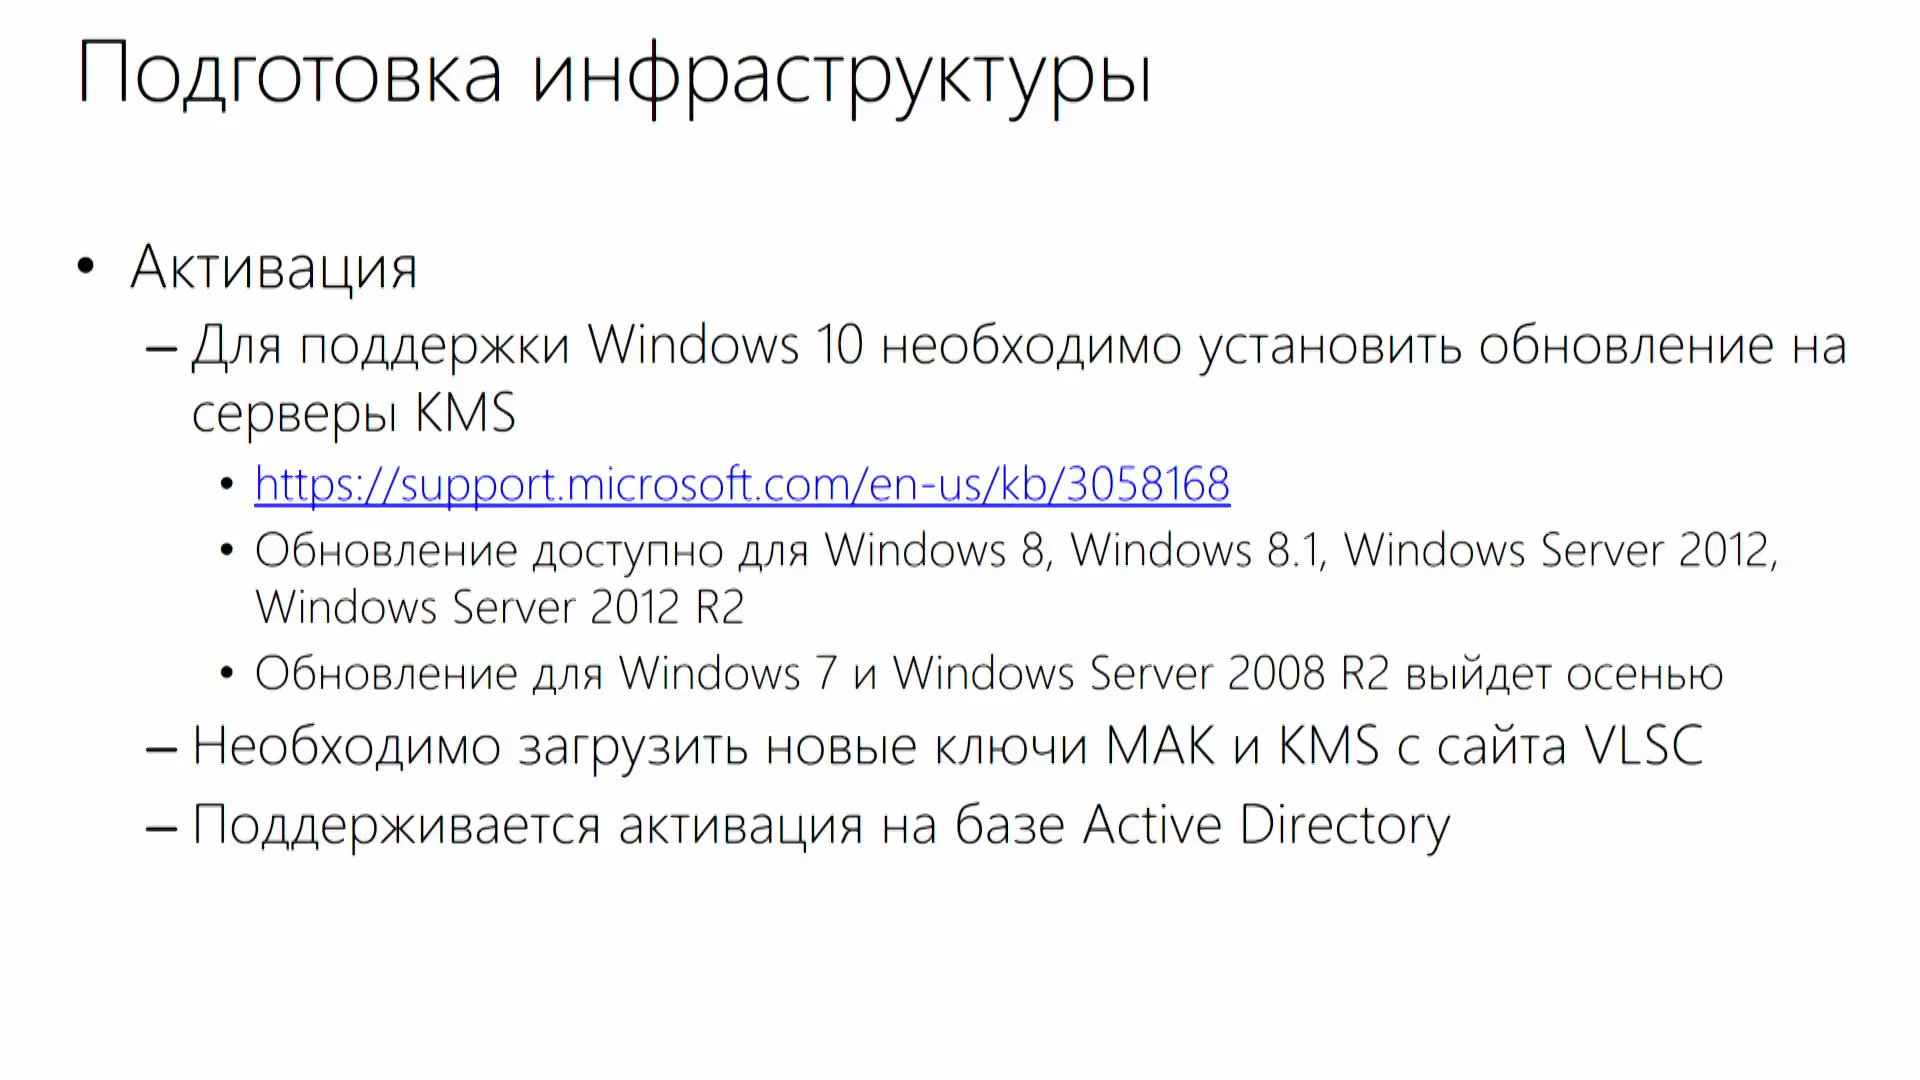 Подготовка инфраструктуры
• Активация
– Для поддержки Windows 10 необходимо установить обновление на
серверы KMS
• https://support.microsoft.com/en-us/kb/3058168
• Обновление доступно для Windows 8, Windows 8.1, Windows Server 2012,
Windows Server 2012 R2
• Обновление для Windows 7 и Windows Server 2008 R2 выйдет осенью
– Необходимо загрузить новые ключи MAK и KMS с сайта VLSC
– Поддерживается активация на базе Active Directory